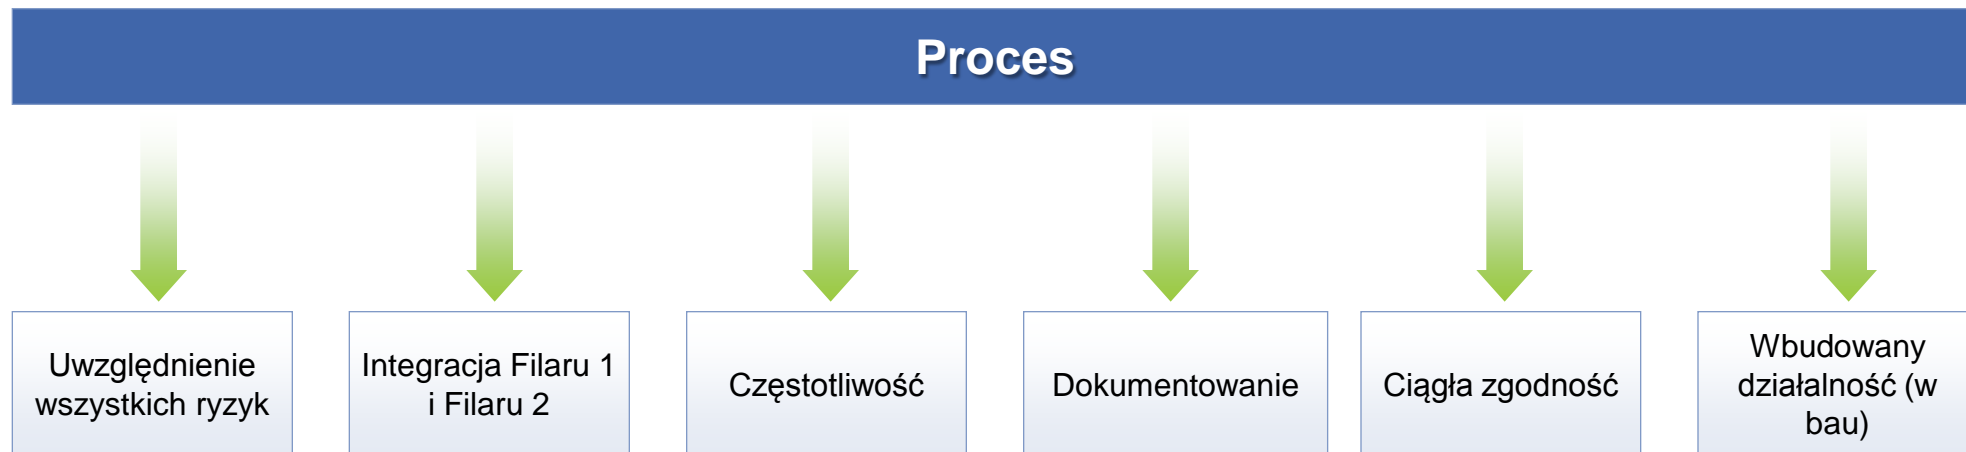 Proces
Uwzględnienie
wszystkich ryzyk
Integracja Filaru 1
i Filaru 2
Częstotliwość
Dokumentowanie
Ciągła zgodność
Wbudowany
działalność (w
bau)